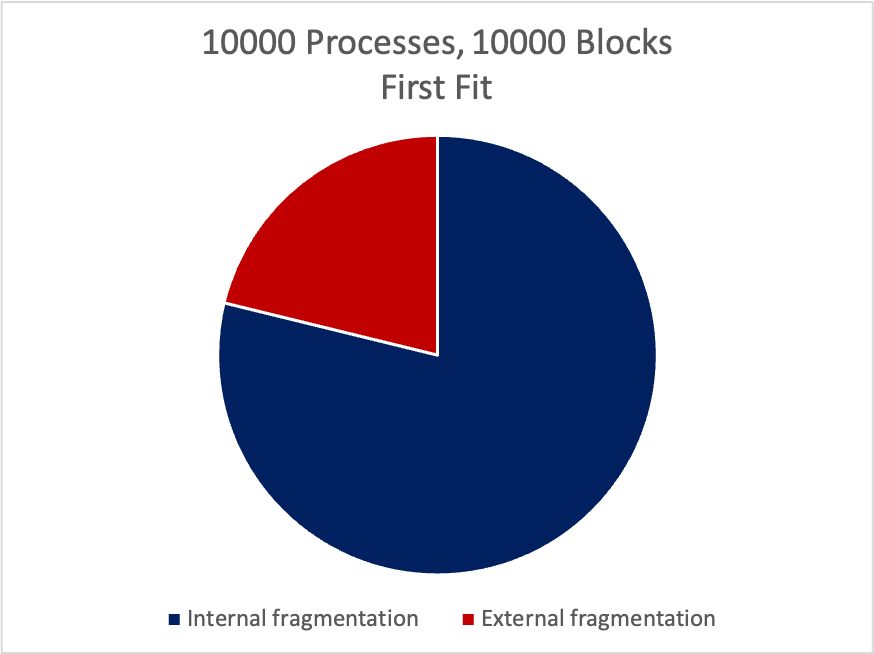 10000 Processes, 10000 Blocks
First Fit
Internal fragmentation
External fragmentation